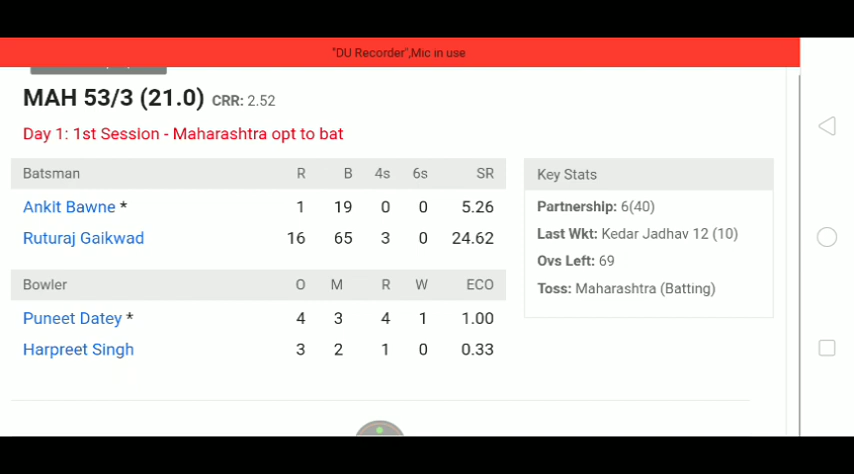 "DU Recorder",Mic in use
MAH 53/3 (21.0) CRR: 2.52
Day 1: 1st Session - Maharashtra opt to bat
Batsman R B 4s 6s SR
Ankit Bawne * 1 19 0 0 5.26
Ruturaj Gaikwad 16 65 3 0 24.62
Bowler O M R W ECO
Puneet Datey * 4 3 4 1 1.00
Harpreet Singh 3 2 1 0 0.33
Key Stats
Partnership: 6(40)
Last Wkt: Kedar Jadhav 12 (10)
Ovs Left: 69
Toss: Maharashtra (Batting)